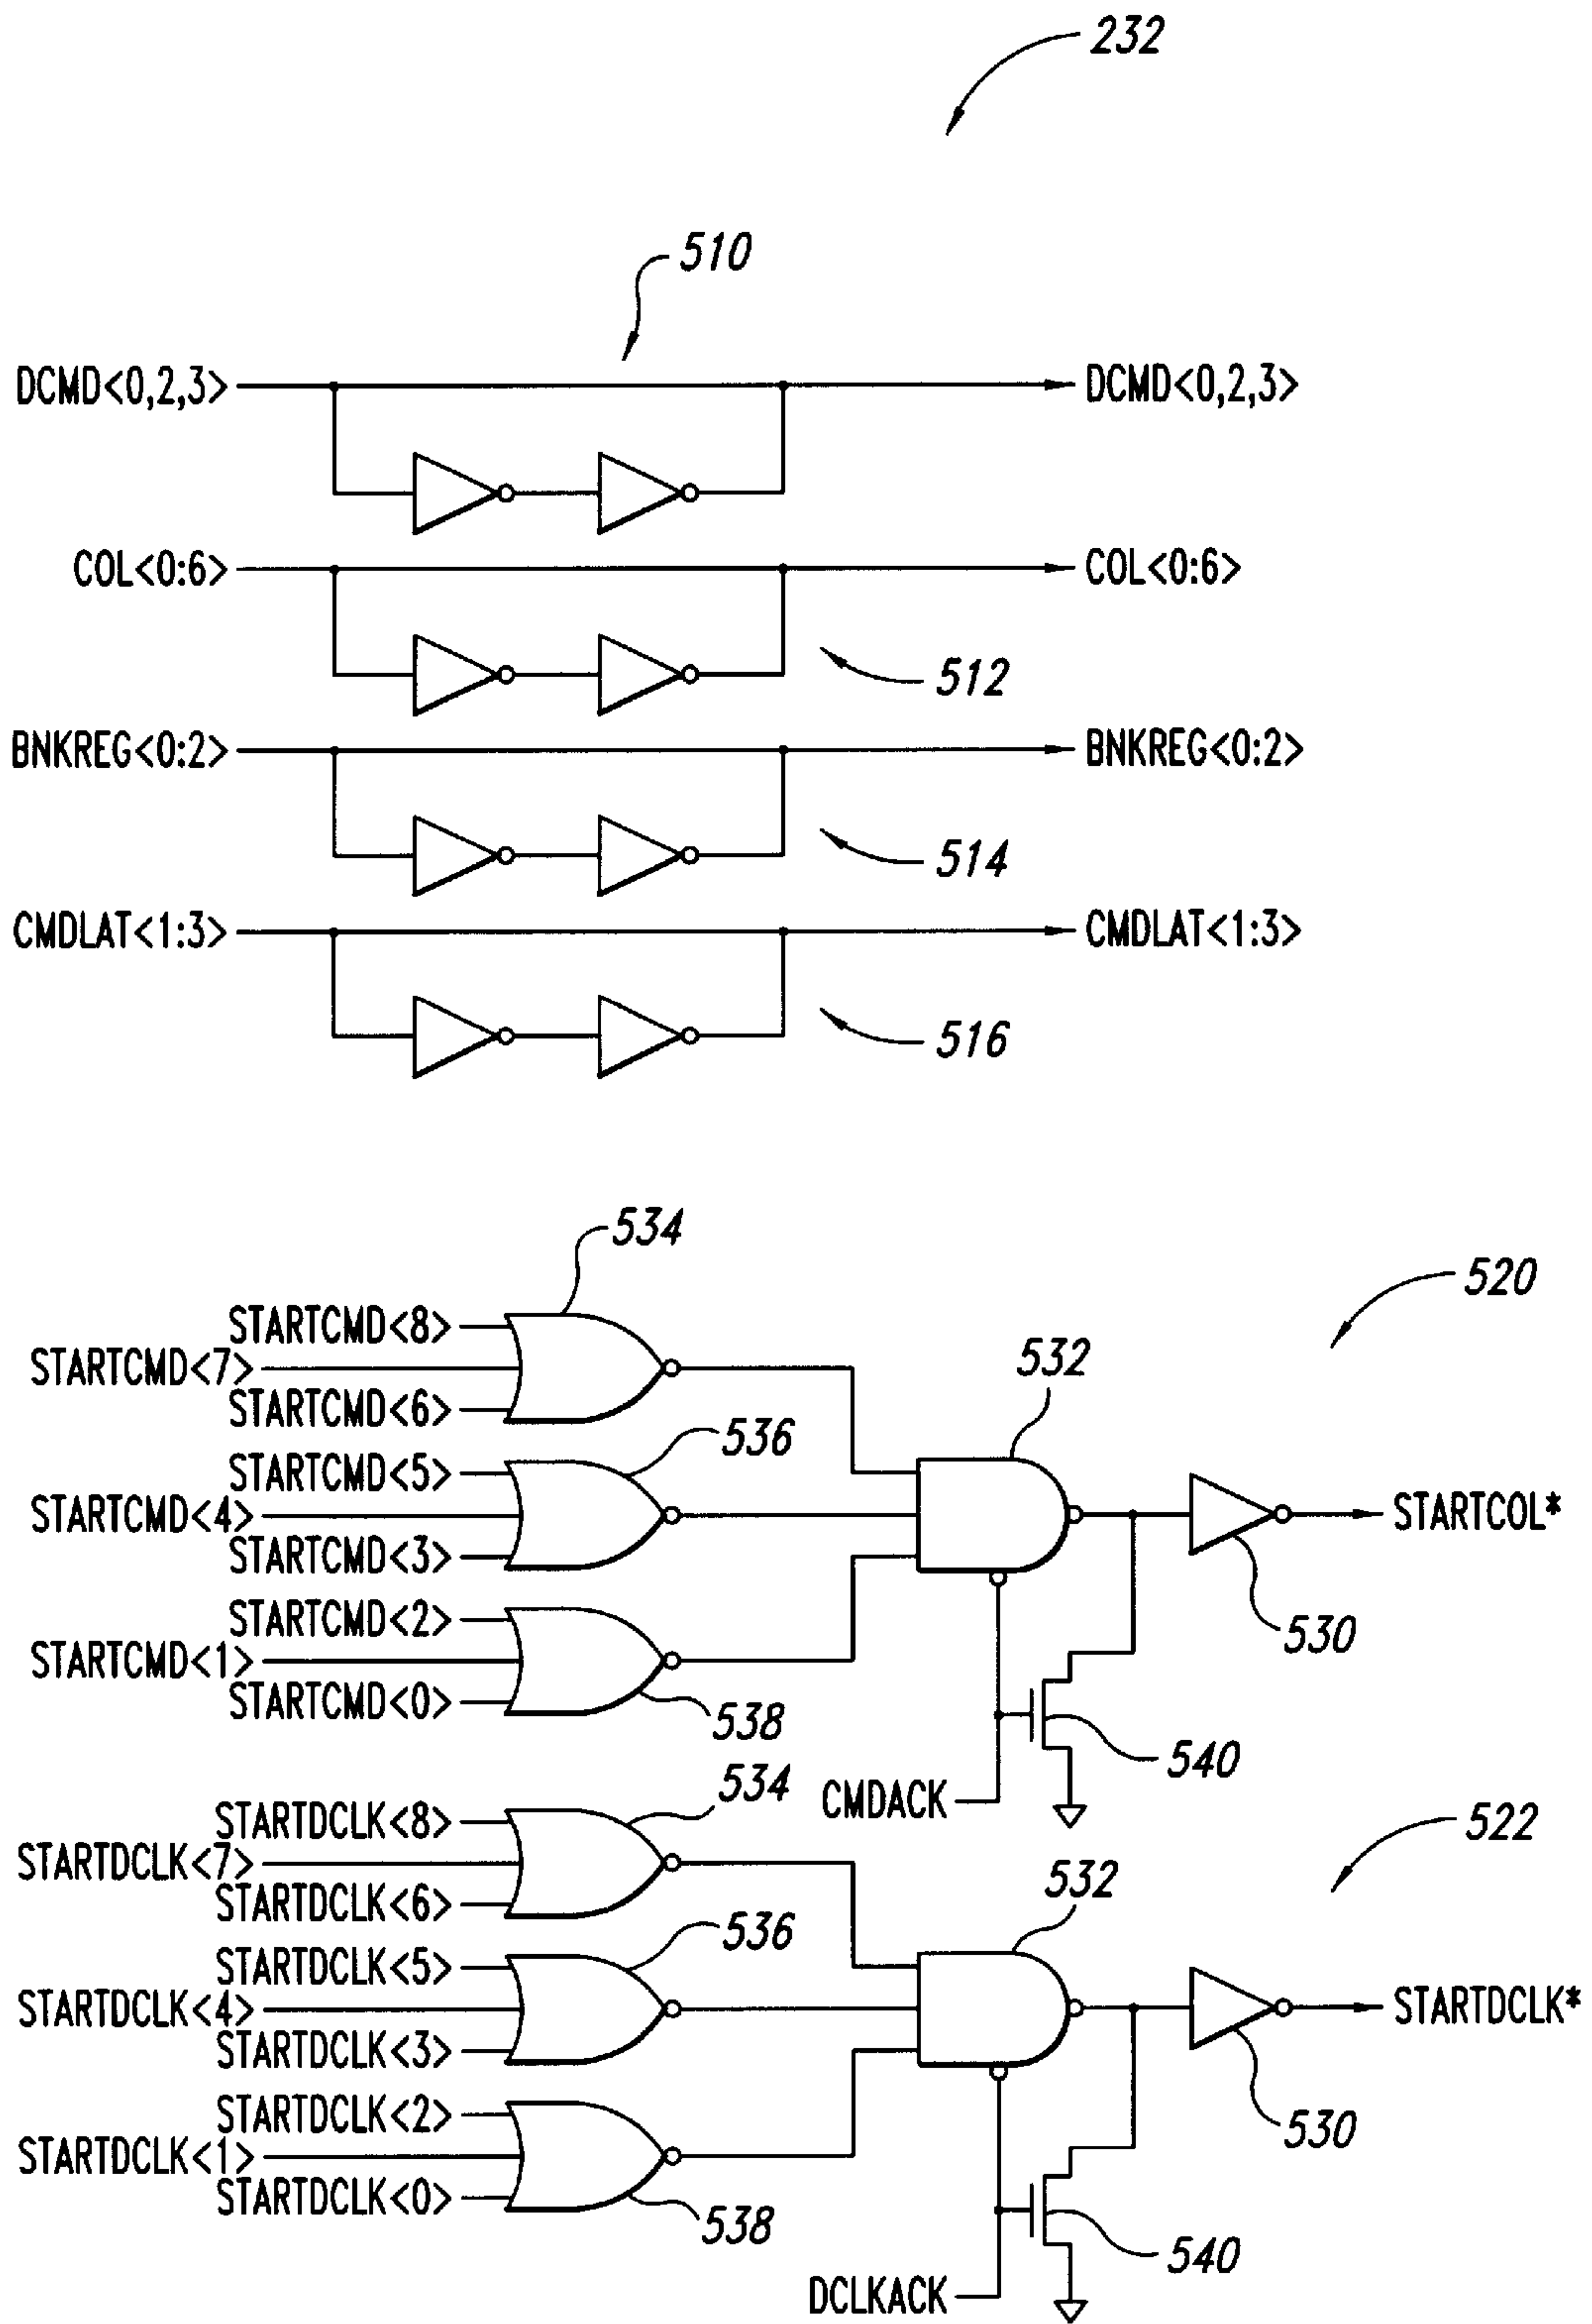 232
510
DCMD<0,2,3> DCMD<0,2,3>
COL<0:6> COL<0:6>
512
BNKREG<0:2> BNKREG<0:2>
514
CMDLAT<1:3> CMDLAT<1:3>
516
534
520
STARTCMD<8>
532
STARTCMD<7>
STARTCMD<6>
536
STARTCMD<5>
STARTCMD<4> STARTCOL*
STARTCMD<3>
STARTCMD<2>
530
STARTCMD<1>
STARTCMD<0>
538
540
534
CMDACK
STARTDCLK<8>
522
STARTDCLK<7>
532
STARTDCLK<6>
536
STARTDCLK<5>
STARTDCLK<4> STARTDCLK*
STARTDCLK<3>
STARTDCLK<2>
530
STARTDCLK<1>
STARTDCLK<0>
538
540
DCLKACK